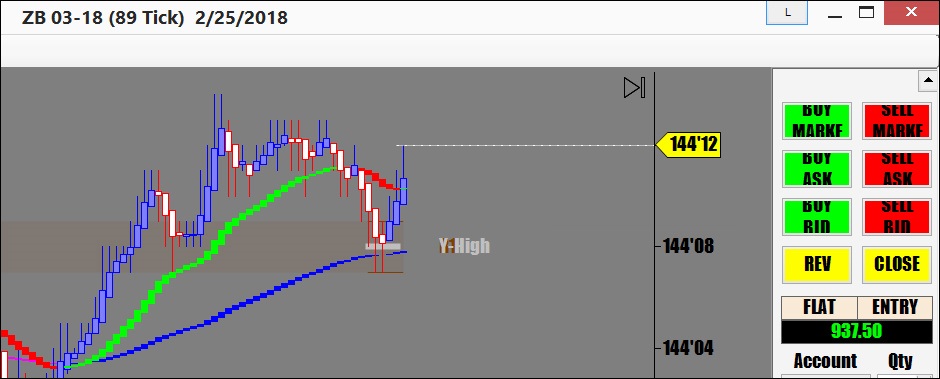 ZB 03-18 (89 Tick)  2/25/2018
L
144'12
BUY MARKE
SELL MARKE
BUY ASK
SELL ASK
Y-High
144'08
BUY BID
SELL BID
REV
CLOSE
FLAT
ENTRY
937.50
144'04
Account
Qty